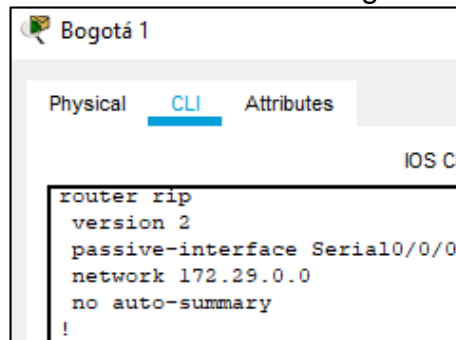 Bogotá 1
Physical CLI Attributes
IOS C
router rip
version 2
passive-interface Serial0/0/0
network 172.29.0.0
no auto-summary
!